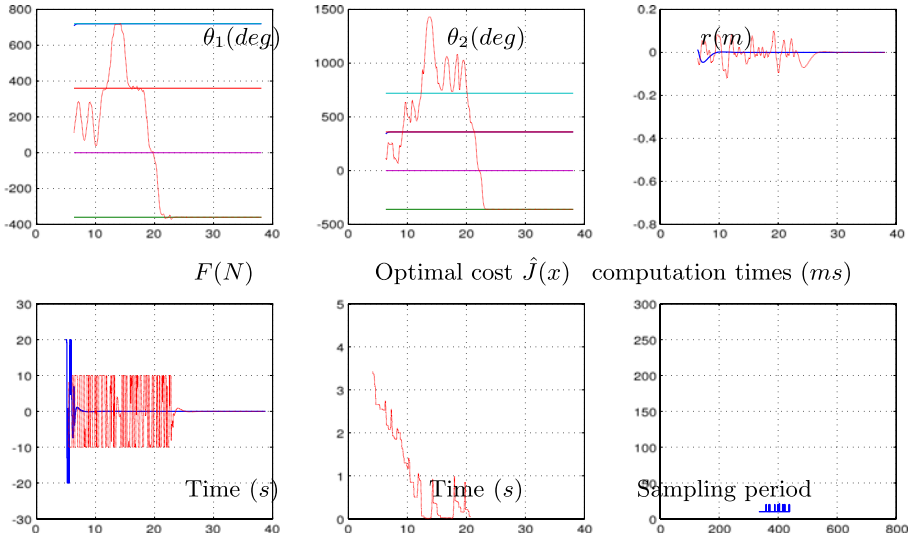 800
600
400
200
0
-200
-400
0 10 20 30 40
θ₁(deg)
1500
1000
500
0
-500
0 10 20 30 40
θ₂(deg)
0.2
0
-0.2
-0.4
-0.6
-0.8
0 10 20 30 40
r(m)
F(N)
Optimal cost Ĵ(x)
computation times (ms)
30
20
10
0
-10
-20
-30
0 10 20 30 40
Time (s)
5
4
3
2
1
0
0 10 20 30 40
Time (s)
300
250
200
150
100
50
0
0 200 400 600 800
Sampling period